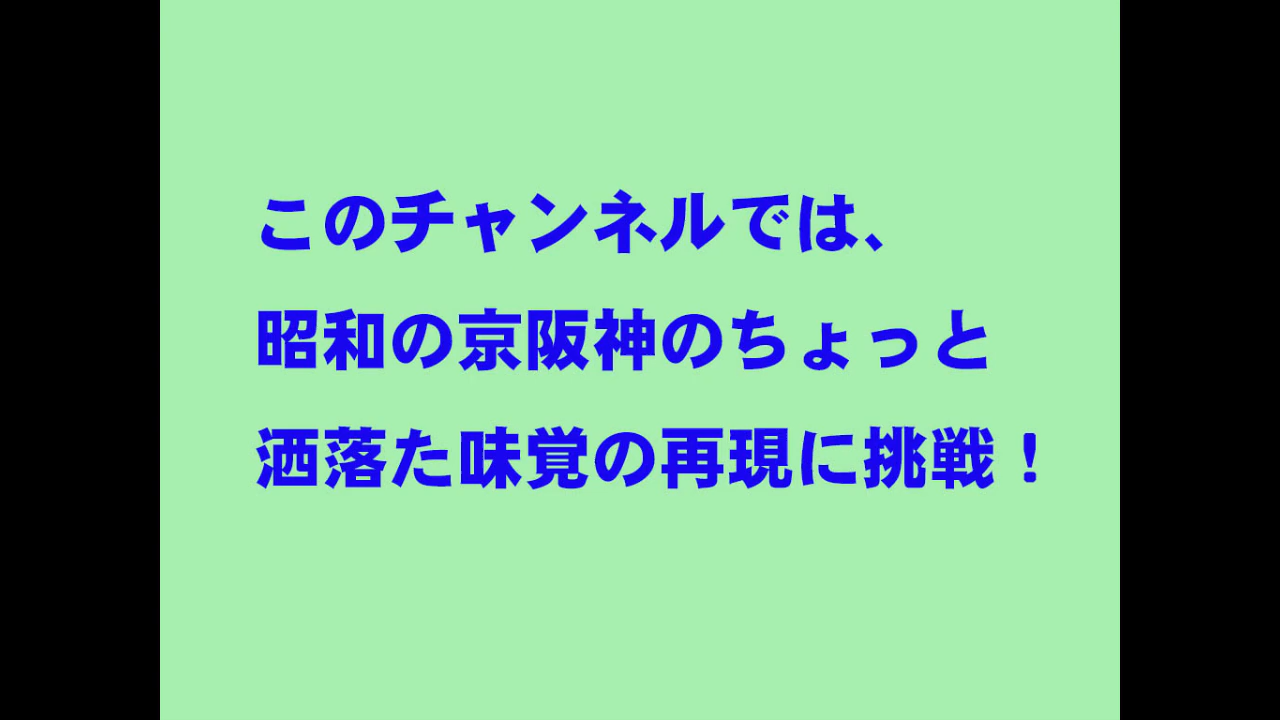 このチャンネルでは、
昭和の京阪神のちょっと
洒落た味覚の再現に挑戦！